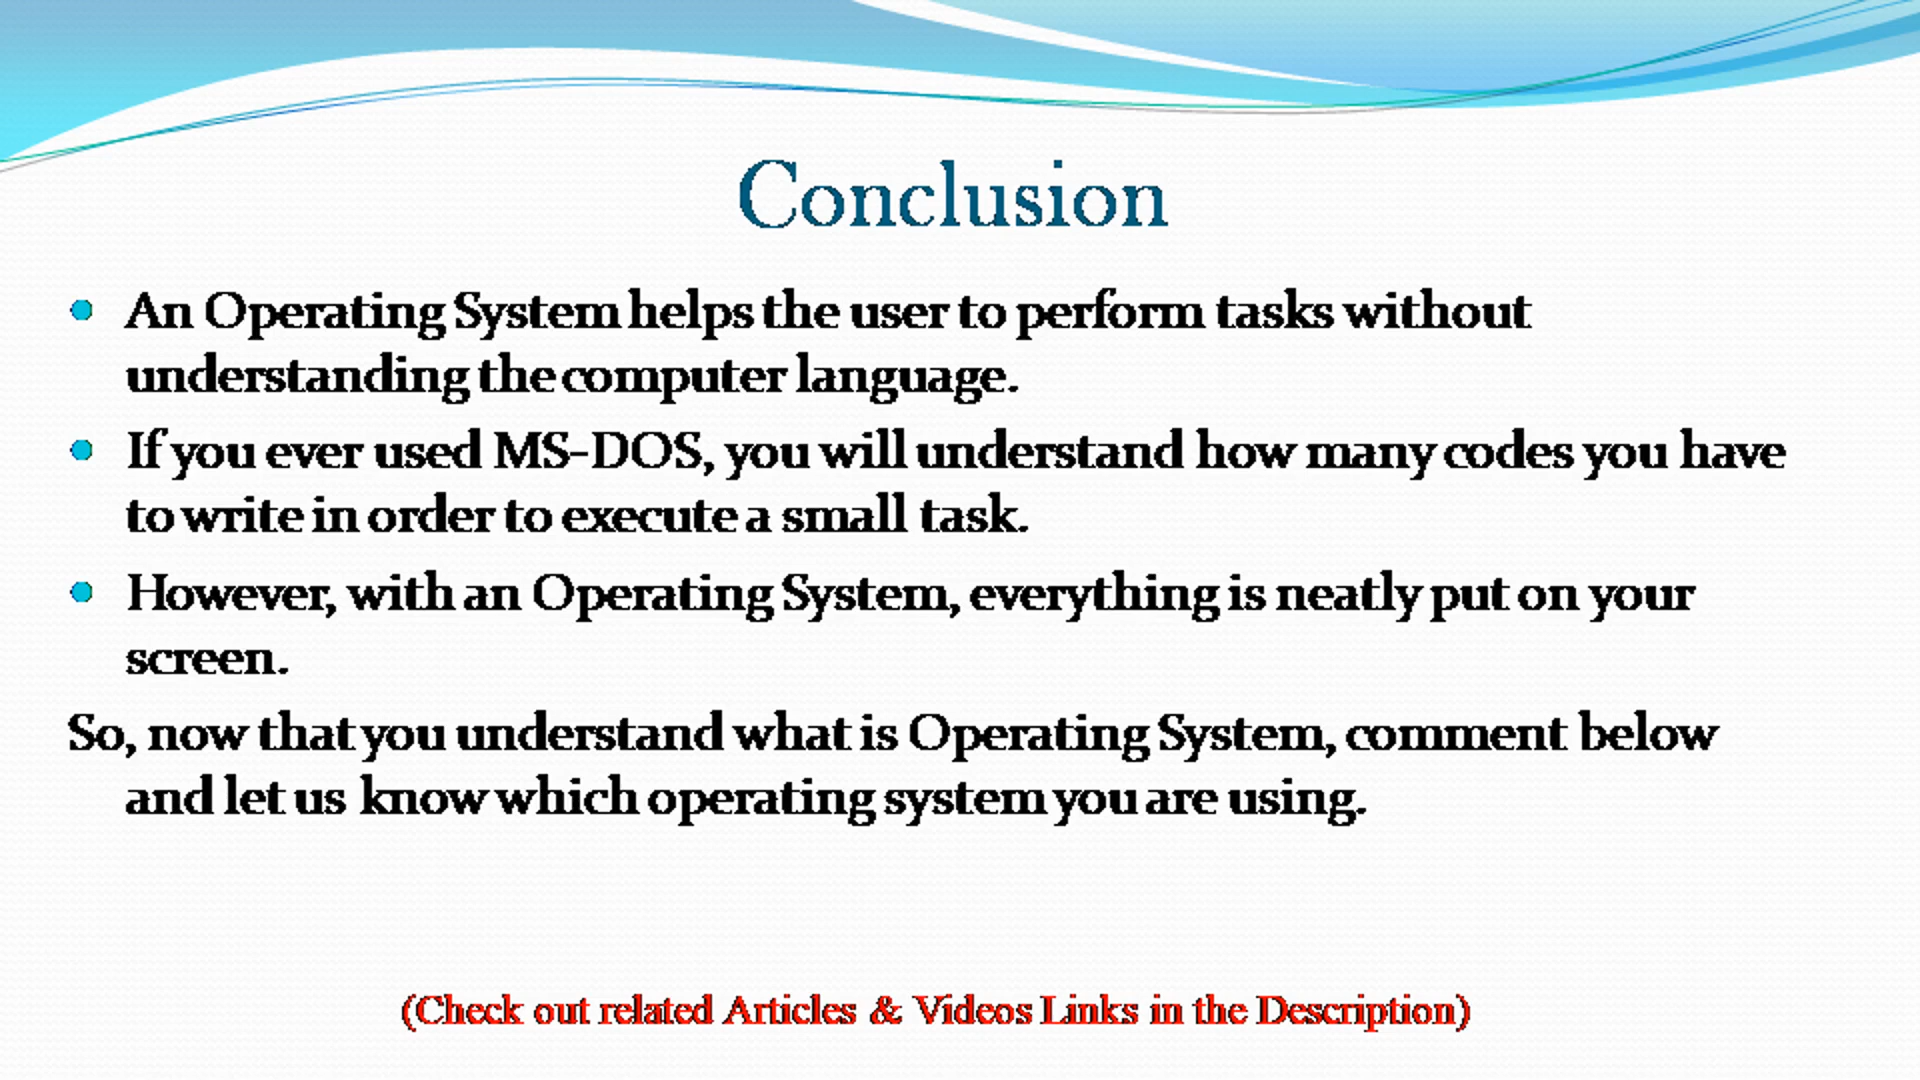 Conclusion
• An Operating System helps the user to perform tasks without
understanding the computer language.
• If you ever used MS-DOS, you will understand how many codes you have
to write in order to execute a small task.
• However, with an Operating System, everything is neatly put on your
screen.
So, now that you understand what is Operating System, comment below
and let us know which operating system you are using.
(Check out related Articles & Videos Links in the Description)